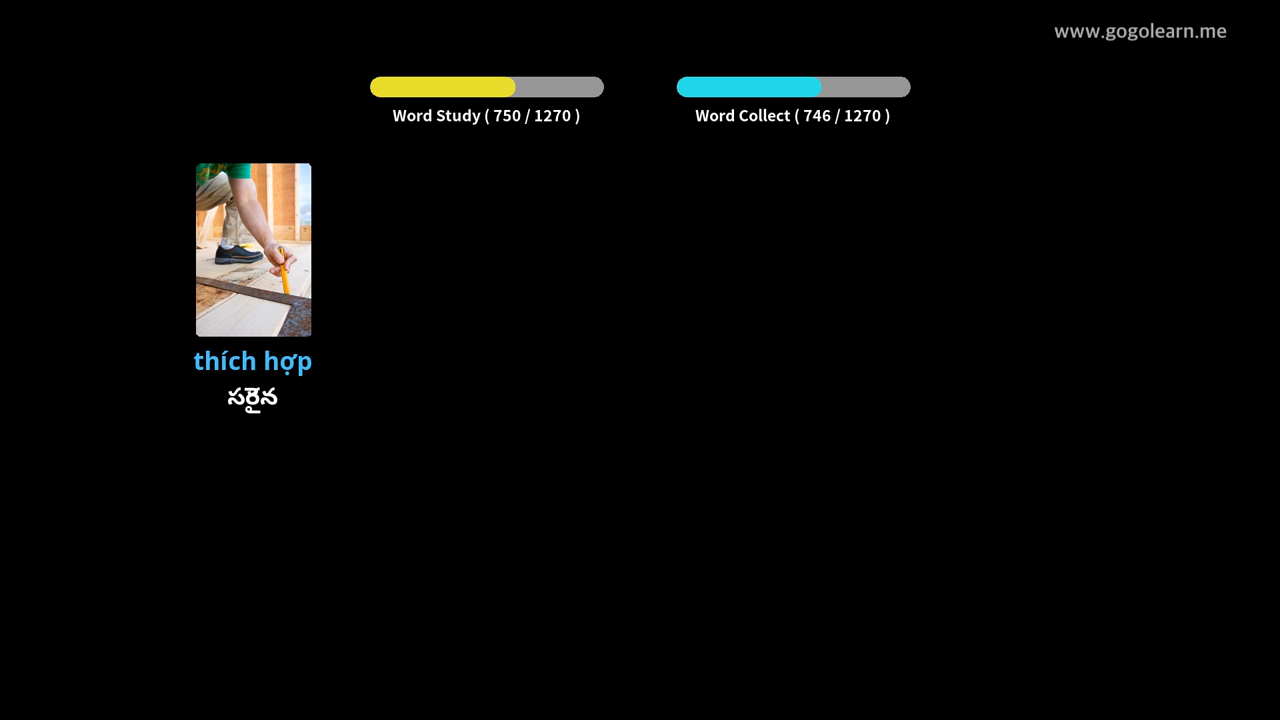 www.gogolearn.me
Word Study ( 750 / 1270 )
Word Collect ( 746 / 1270 )
thích hợp
సరైన